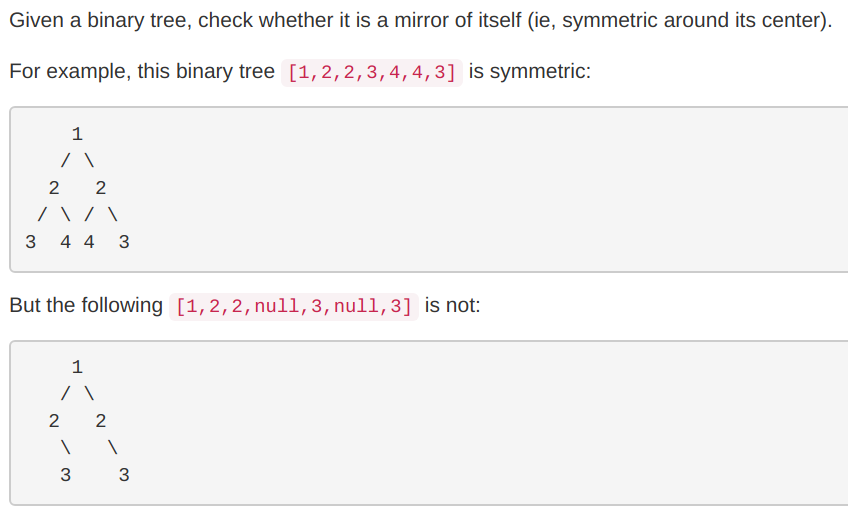 Given a binary tree, check whether it is a mirror of itself (ie, symmetric around its center).
For example, this binary tree [1,2,2,3,4,4,3] is symmetric:
    1
   / \
  2   2
 / \ / \
3  4 4  3
But the following [1,2,2,null,3,null,3] is not:
    1
   / \
  2   2
   \   \
   3    3